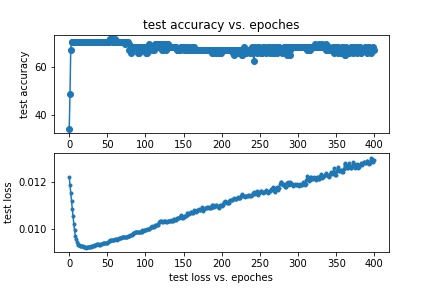 test accuracy vs. epoches
60
40
test accuracy
0 50 100 150 200 250 300 350 400
0.012
0.010
test loss
0 50 100 150 200 250 300 350 400
test loss vs. epoches